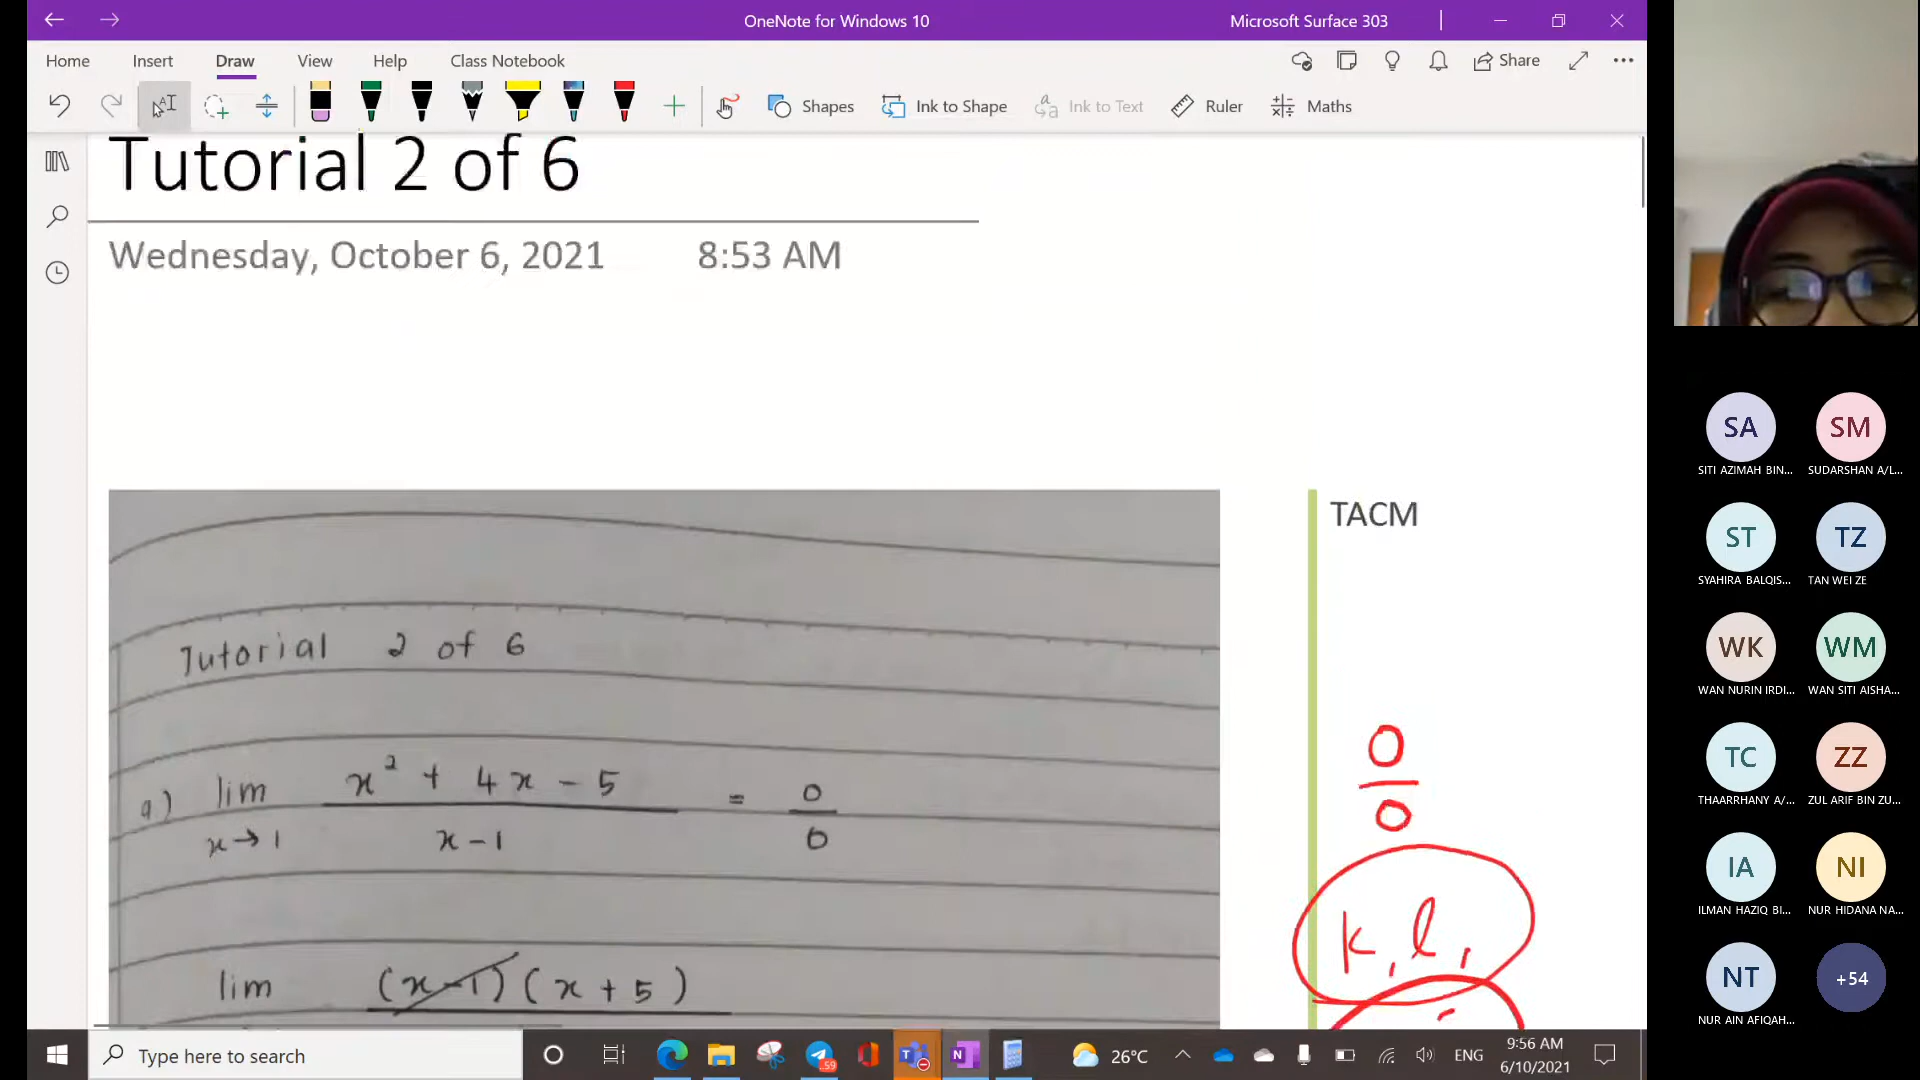 OneNote for Windows 10
Microsoft Surface 303
Home Insert Draw View Help Class Notebook
Share
Shapes Ink to Shape Ink to Text Ruler Maths
Tutorial 2 of 6
Wednesday, October 6, 2021 8:53 AM
TACM
Tutorial 2 of 6
a) lim x² + 4x - 5 = 0
x→1 x-1 0
lim (x-1)(x+5)
0
0
k, l,
SA SM
SITI AZIMAH BIN... SUDARSHAN A/L...
ST TZ
SYAHIRA BALQIS... TAN WEI ZE
WK WM
WAN NURIN IRDI... WAN SITI AISHA...
TC ZZ
THAARRHANY A/... ZUL ARIF BIN ZU...
IA NI
ILMAN HAZIQ BI... NUR HIDANA NA...
NT +54
NUR AIN AFIQAH...
Type here to search
59
26°C
ENG
9:56 AM
6/10/2021